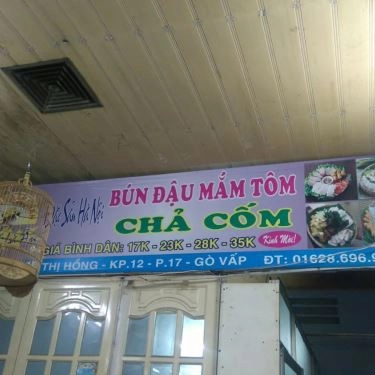 Đặc Sản Hà Nội
BÚN ĐẬU MẮM TÔM
CHẢ CỐM
GIÁ BÌNH DÂN: 17K - 23K - 28K - 35K Kính Mời!
THỊ HỒNG - KP.12 - P.17 - GÒ VẤP ĐT: 01628.696.